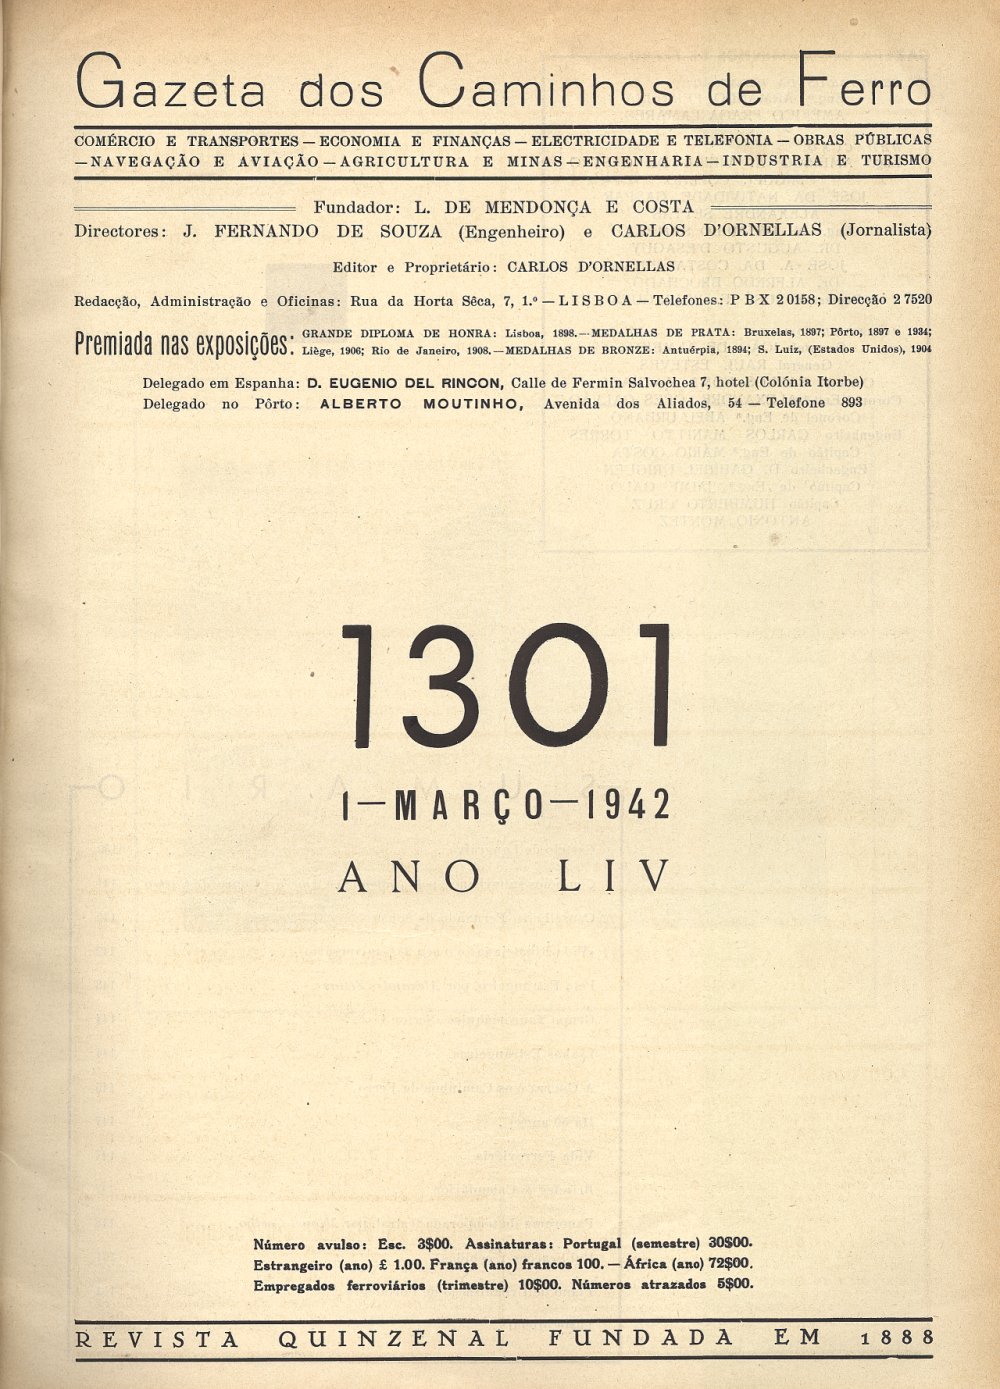 Gazeta dos Caminhos de Ferro
COMÉRCIO E TRANSPORTES — ECONOMIA E FINANÇAS — ELECTRICIDADE E TELEFONIA — OBRAS PÚBLICAS
— NAVEGAÇÃO E AVIAÇÃO — AGRICULTURA E MINAS — ENGENHARIA — INDUSTRIA E TURISMO
Fundador: L. DE MENDONÇA E COSTA
Directores: J. FERNANDO DE SOUZA (Engenheiro) e CARLOS D'ORNELLAS (Jornalista)
Editor e Proprietário: CARLOS D'ORNELLAS
Redacção, Administração e Oficinas: Rua da Horta Sêca, 7, 1.º — LISBOA — Telefones: PBX 20158; Direcção 27520
Premiada nas exposições:
GRANDE DIPLOMA DE HONRA: Lisboa, 1898. — MEDALHAS DE PRATA: Bruxelas, 1897; Pôrto, 1897 e 1934;
Liège, 1906; Rio de Janeiro, 1908. — MEDALHAS DE BRONZE: Antuérpia, 1894; S. Luiz, (Estados Unidos), 1904
Delegado em Espanha: D. EUGENIO DEL RINCON, Calle de Fermin Salvochea 7, hotel (Colónia Itorbe)
Delegado no Pôrto: ALBERTO MOUTINHO, Avenida dos Aliados, 54 — Telefone 893
1301
1 — MARÇO — 1942
ANO LIV
Número avulso: Esc. 3$00. Assinaturas: Portugal (semestre) 30$00.
Estrangeiro (ano) £ 1.00. França (ano) francos 100. — África (ano) 72$00.
Empregados ferroviários (trimestre) 10$00. Números atrazados 5$00.
REVISTA QUINZENAL FUNDADA EM 1888